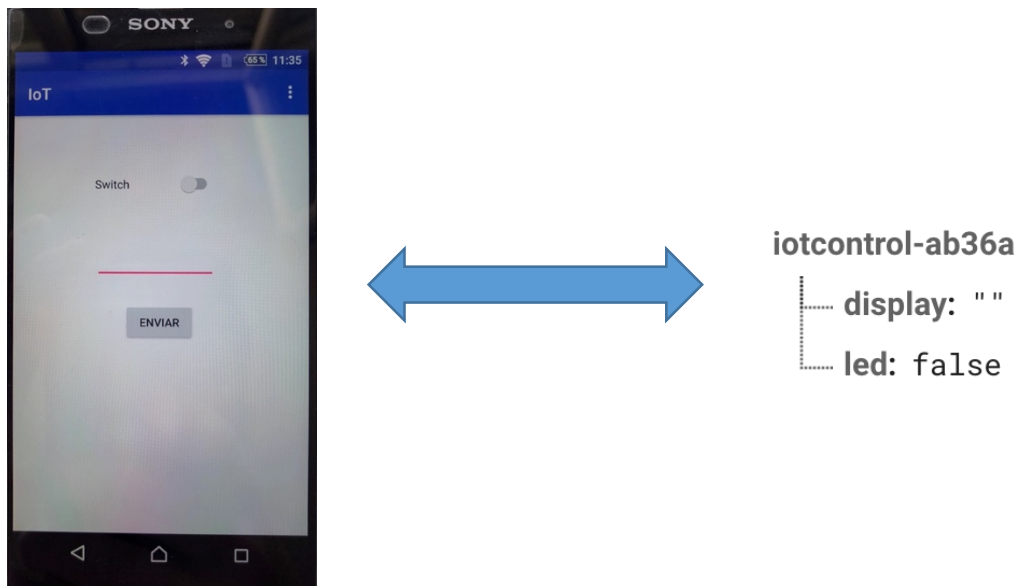 SONY
65% 11:35
IoT
Switch
ENVIAR
iotcontrol-ab36a
display: ""
led: false